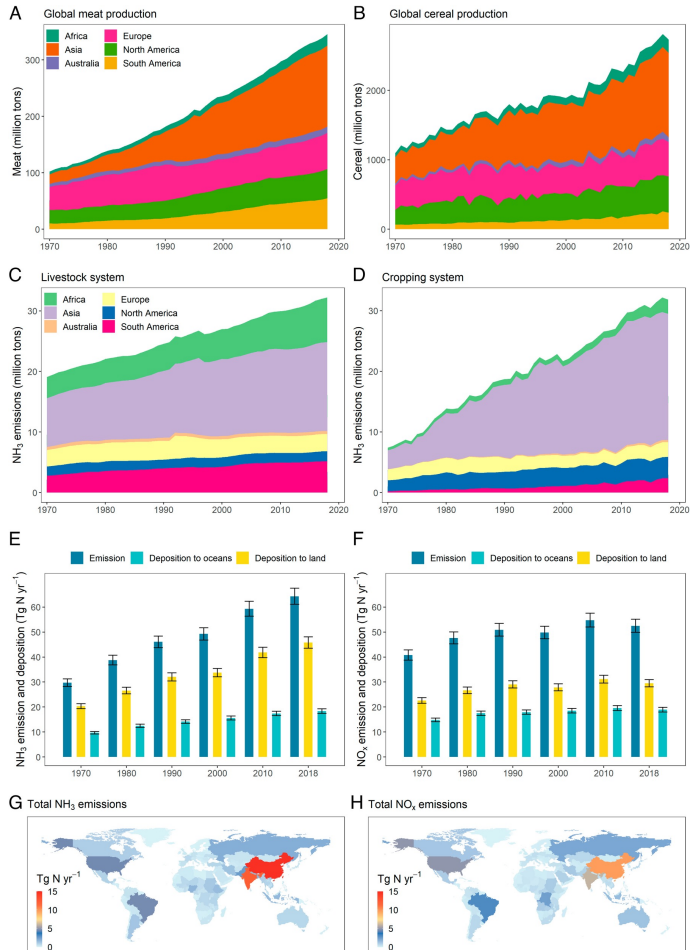 A Global meat production
Africa Europe
Asia North America
Australia South America
Meat (million tons)
300
200
100
0
1970 1980 1990 2000 2010 2020
B Global cereal production
Cereal (million tons)
2000
1000
0
1970 1980 1990 2000 2010 2020
C Livestock system
Africa Europe
Asia North America
Australia South America
NH₃ emissions (million tons)
30
20
10
0
1970 1980 1990 2000 2010 2020
D Cropping system
NH₃ emissions (million tons)
30
20
10
0
1970 1980 1990 2000 2010 2020
E
Emission Deposition to oceans Deposition to land
NH₃ emission and deposition (Tg N yr⁻¹)
60
50
40
30
20
10
0
1970 1980 1990 2000 2010 2018
F
Emission Deposition to oceans Deposition to land
NOₓ emission and deposition (Tg N yr⁻¹)
60
50
40
30
20
10
0
1970 1980 1990 2000 2010 2018
G Total NH₃ emissions
Tg N yr⁻¹
15
10
5
0
H Total NOₓ emissions
Tg N yr⁻¹
15
10
5
0